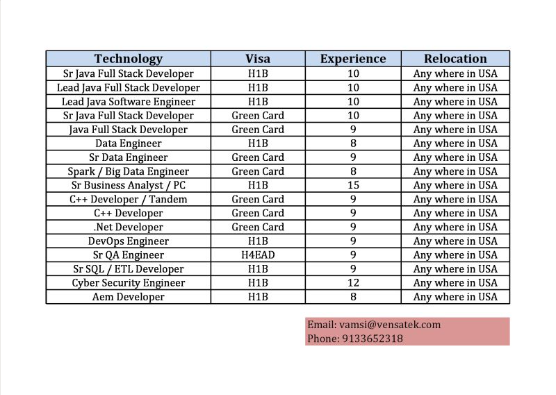 Technology Visa Experience Relocation
Sr Java Full Stack Developer H1B 10 Any where in USA
Lead Java Full Stack Developer H1B 10 Any where in USA
Lead Java Software Engineer H1B 10 Any where in USA
Sr Java Full Stack Developer Green Card 10 Any where in USA
Java Full Stack Developer Green Card 9 Any where in USA
Data Engineer H1B 8 Any where in USA
Sr Data Engineer Green Card 9 Any where in USA
Spark / Big Data Engineer Green Card 8 Any where in USA
Sr Business Analyst / PC H1B 15 Any where in USA
C++ Developer / Tandem Green Card 9 Any where in USA
C++ Developer Green Card 9 Any where in USA
.Net Developer Green Card 9 Any where in USA
DevOps Engineer H1B 9 Any where in USA
Sr QA Engineer H4EAD 9 Any where in USA
Sr SQL / ETL Developer H1B 9 Any where in USA
Cyber Security Engineer H1B 12 Any where in USA
Aem Developer H1B 8 Any where in USA
Email: vamsi@vensatek.com
Phone: 9133652318